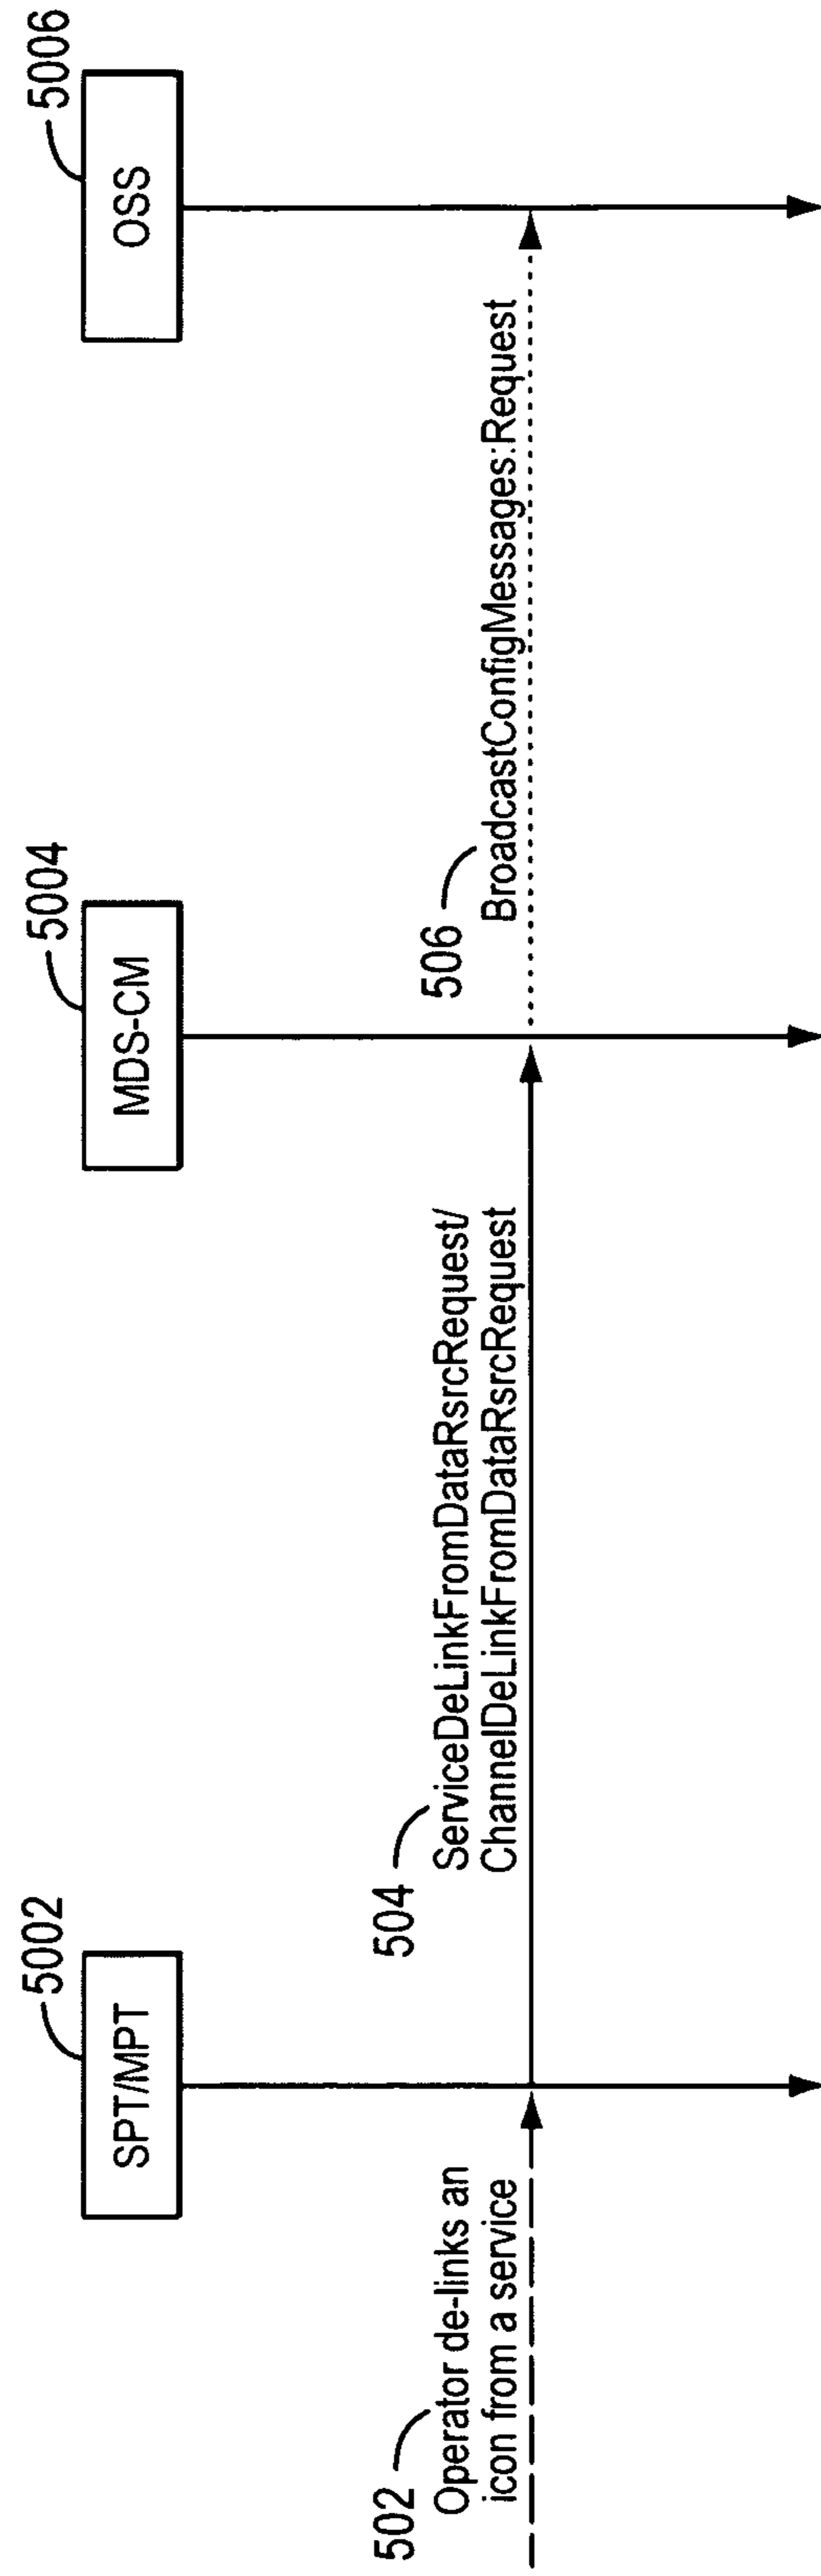 5002
SPT/MPT
5004
MDS-CM
5006
OSS
502
Operator de-links an
icon from a service
504
ServiceDeLinkFromDataRsrcRequest/
ChannelDeLinkFromDataRsrcRequest
506
BroadcastConfigMessages:Request